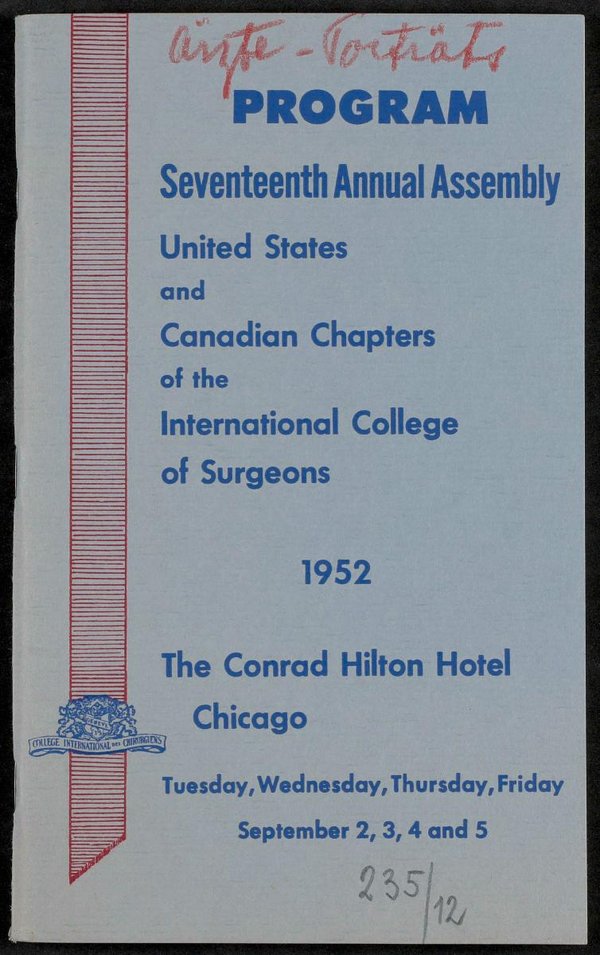 Ärzte - Porträts
PROGRAM
Seventeenth Annual Assembly
United States
and
Canadian Chapters
of the
International College
of Surgeons
1952
The Conrad Hilton Hotel
Chicago
COLLEGE INTERNATIONAL DES CHIRURGIENS
Tuesday, Wednesday, Thursday, Friday
September 2, 3, 4 and 5
235/12